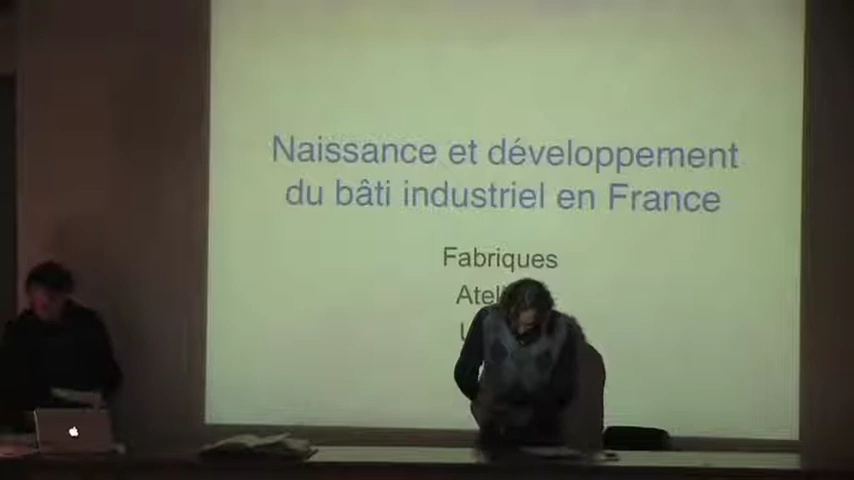 Naissance et développement
du bâti industriel en France
Fabriques